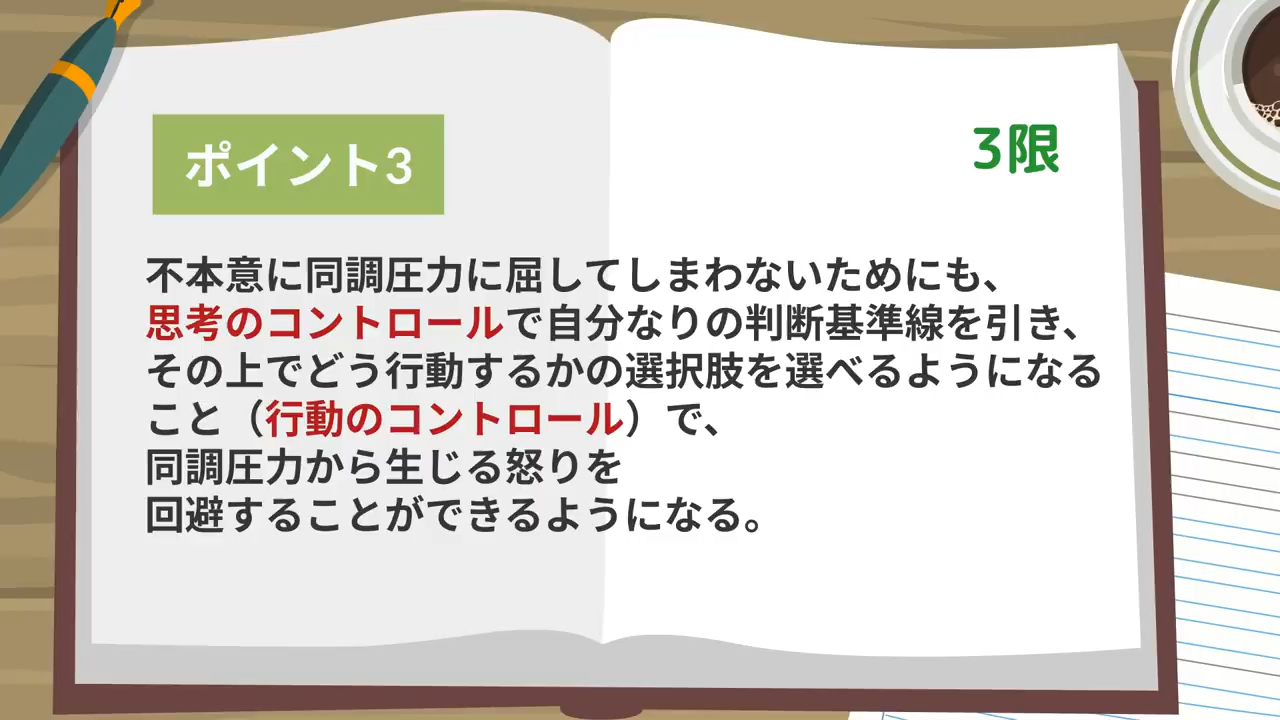 ポイント3
3限
不本意に同調圧力に屈してしまわないためにも、
思考のコントロールで自分なりの判断基準線を引き、
その上でどう行動するかの選択肢を選べるようになる
こと（行動のコントロール）で、
同調圧力から生じる怒りを
回避することができるようになる。